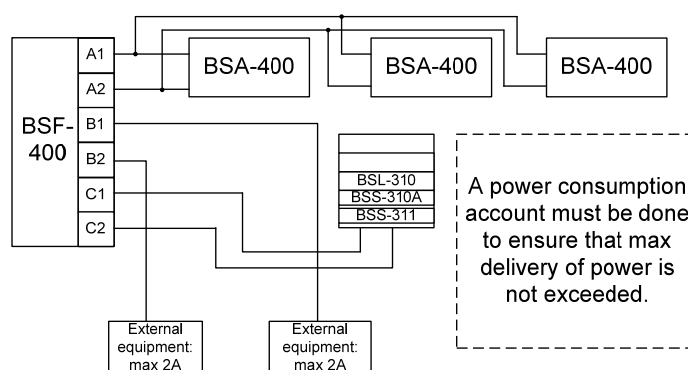 BSF-
400
A1
A2
B1
B2
C1
C2
BSA-400
BSA-400
BSA-400
BSL-310
BSS-310A
BSS-311
A power consumption
account must be done
to ensure that max
delivery of power is
not exceeded.
External
equipment:
max 2A
External
equipment:
max 2A